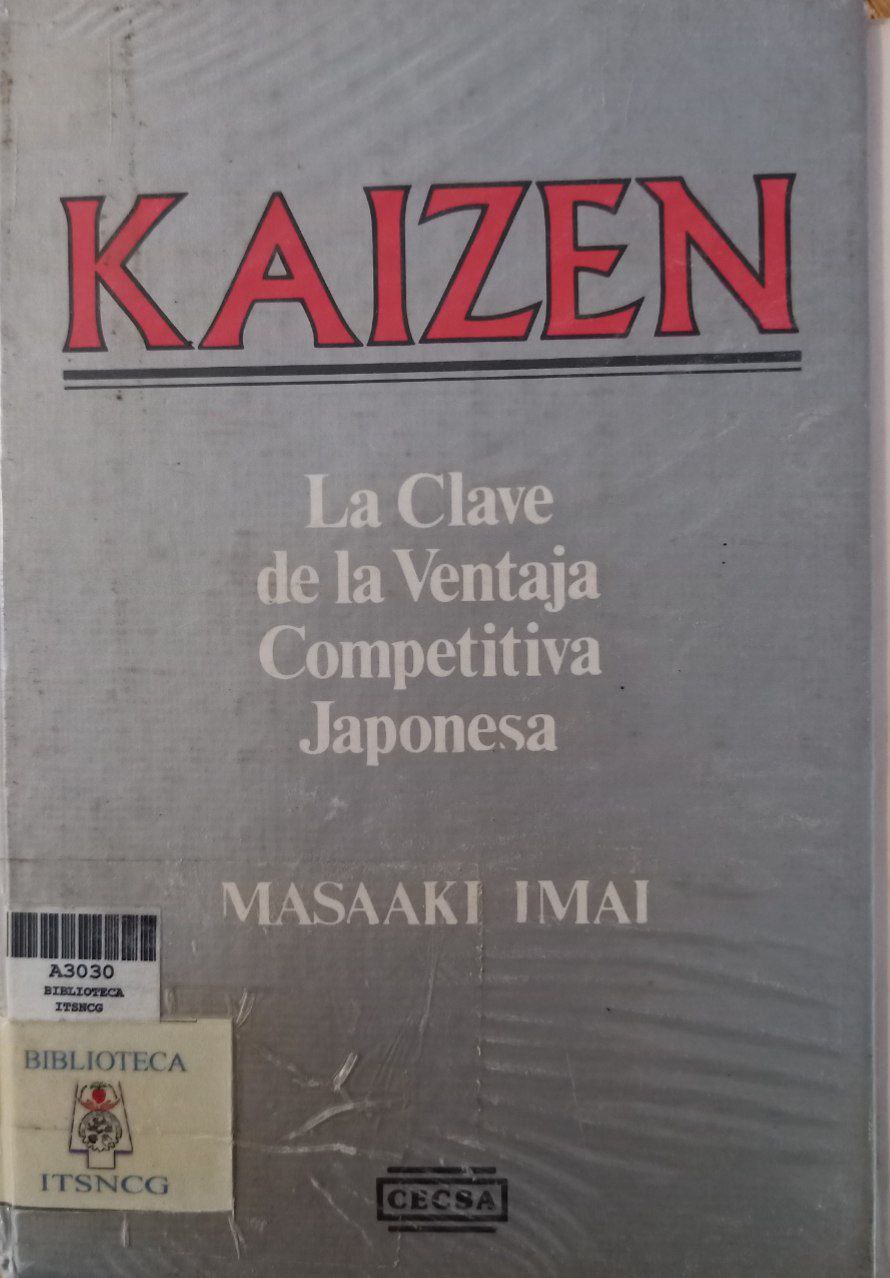 KAIZEN
La Clave
de la Ventaja
Competitiva
Japonesa
MASAAKI IMAI
A3030
BIBLIOTECA
ITSNCG
BIBLIOTECA
ITSNCG
CECSA